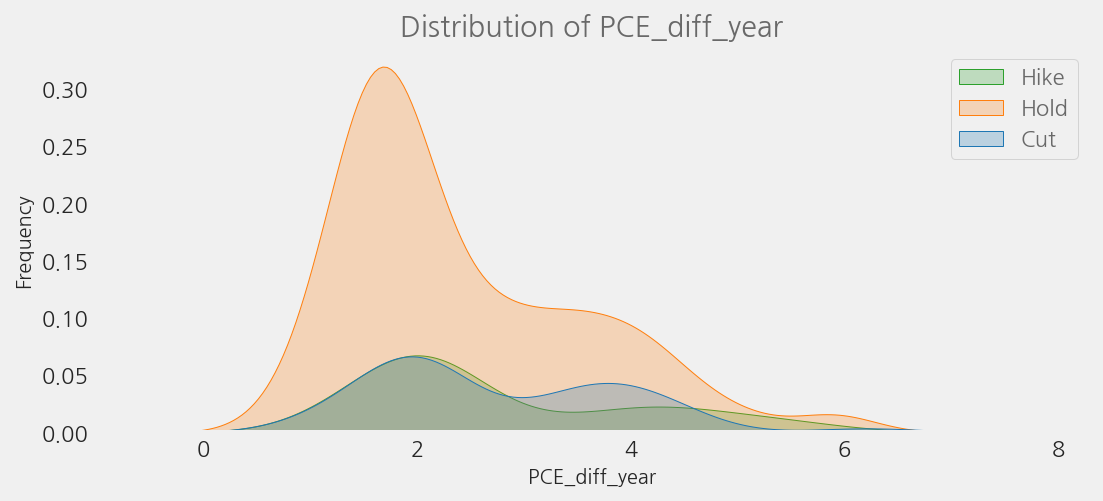 Distribution of PCE_diff_year
Hike
Hold
Cut
Frequency
0.30
0.25
0.20
0.15
0.10
0.05
0.00
0 2 4 6 8
PCE_diff_year